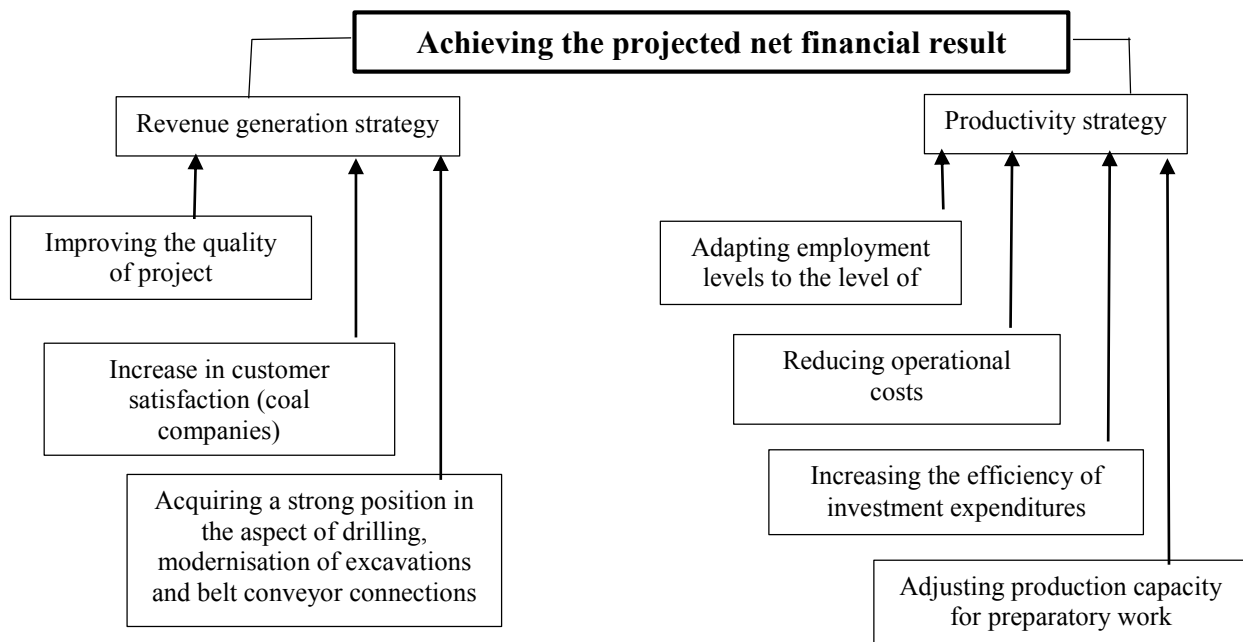 Achieving the projected net financial result
Revenue generation strategy
Productivity strategy
Improving the quality
of project
Adapting employment
levels to the level of
Increase in customer
satisfaction (coal
companies)
Reducing operational
costs
Acquiring a strong position in
the aspect of drilling,
modernisation of excavations
and belt conveyor connections
Increasing the efficiency of
investment expenditures
Adjusting production capacity
for preparatory work